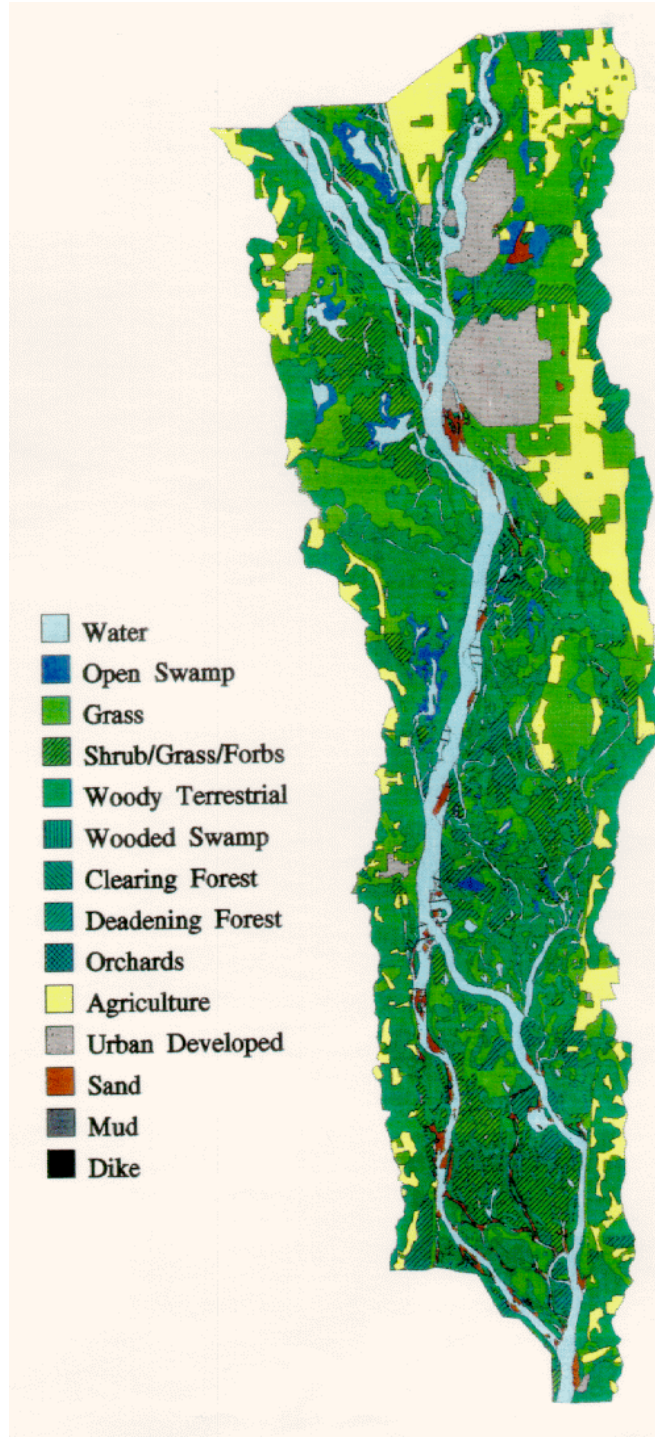 Water
Open Swamp
Grass
Shrub/Grass/Forbs
Woody Terrestrial
Wooded Swamp
Clearing Forest
Deadening Forest
Orchards
Agriculture
Urban Developed
Sand
Mud
Dike